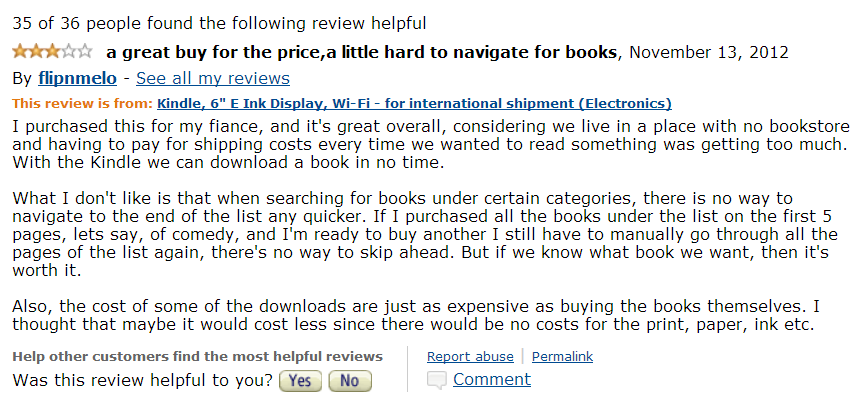 35 of 36 people found the following review helpful
a great buy for the price,a little hard to navigate for books, November 13, 2012
By flipnmelo - See all my reviews
This review is from: Kindle, 6" E Ink Display, Wi-Fi - for international shipment (Electronics)
I purchased this for my fiance, and it's great overall, considering we live in a place with no bookstore
and having to pay for shipping costs every time we wanted to read something was getting too much.
With the Kindle we can download a book in no time.
What I don't like is that when searching for books under certain categories, there is no way to
navigate to the end of the list any quicker. If I purchased all the books under the list on the first 5
pages, lets say, of comedy, and I'm ready to buy another I still have to manually go through all the
pages of the list again, there's no way to skip ahead. But if we know what book we want, then it's
worth it.
Also, the cost of some of the downloads are just as expensive as buying the books themselves. I
thought that maybe it would cost less since there would be no costs for the print, paper, ink etc.
Help other customers find the most helpful reviews
Was this review helpful to you? Yes No
Report abuse | Permalink
Comment